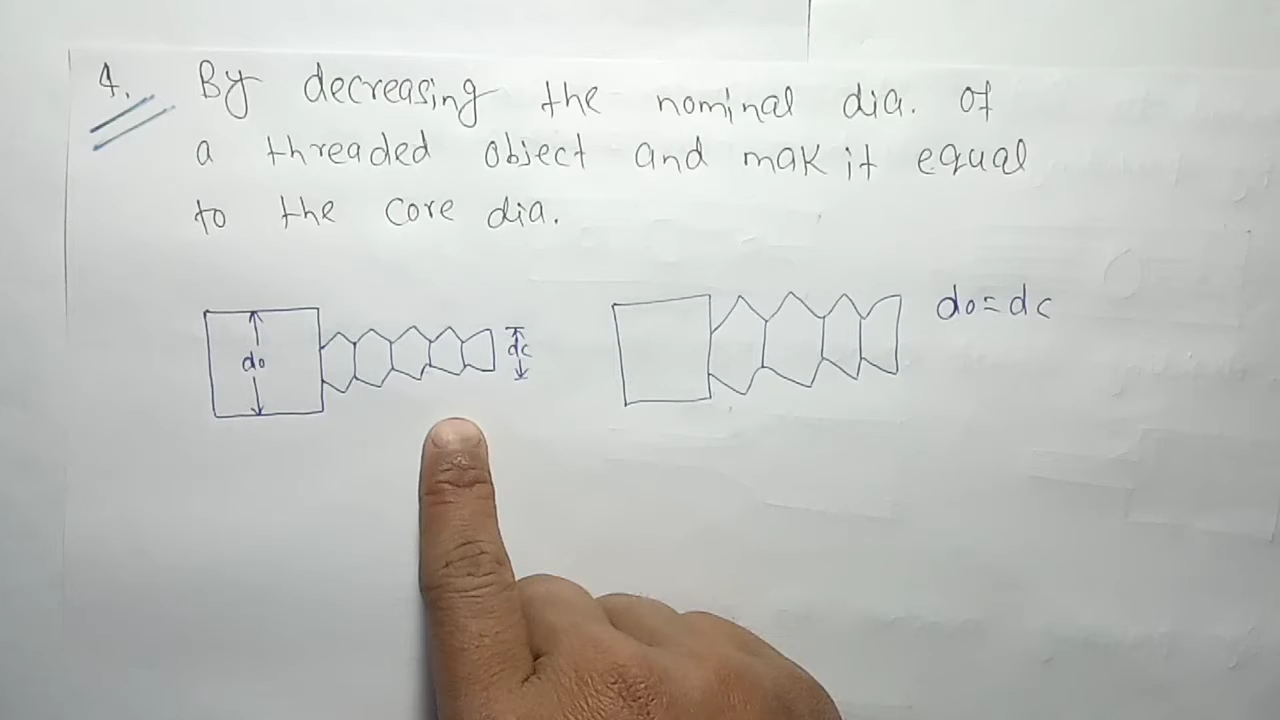 4. By decreasing the nominal dia. of
a threaded object and mak it equal
to the core dia.
do
dc
do = dc